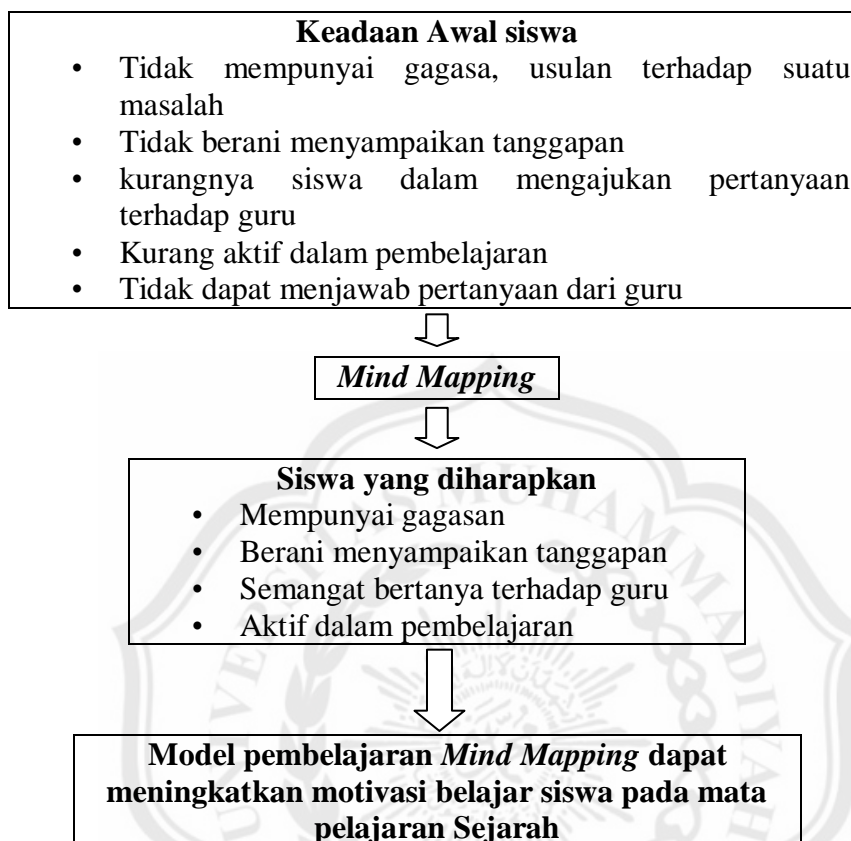 Keadaan Awal siswa
• Tidak mempunyai gagasa, usulan terhadap suatu
masalah
• Tidak berani menyampaikan tanggapan
• kurangnya siswa dalam mengajukan pertanyaan
terhadap guru
• Kurang aktif dalam pembelajaran
• Tidak dapat menjawab pertanyaan dari guru
Mind Mapping
Siswa yang diharapkan
• Mempunyai gagasan
• Berani menyampaikan tanggapan
• Semangat bertanya terhadap guru
• Aktif dalam pembelajaran
Model pembelajaran Mind Mapping dapat
meningkatkan motivasi belajar siswa pada mata
pelajaran Sejarah
UNIVERSITAS MUHAMMADIYAH